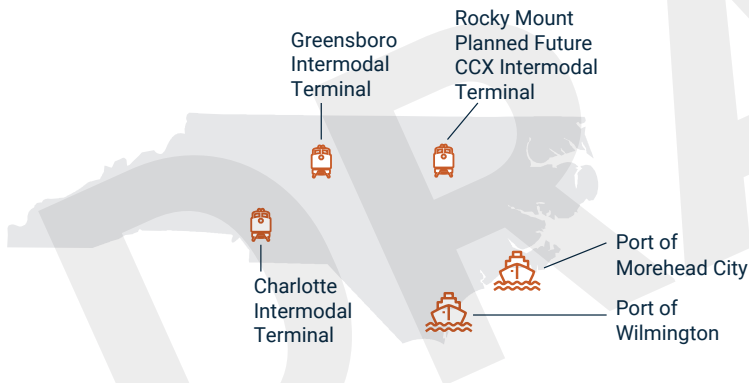 Greensboro
Intermodal
Terminal
Rocky Mount
Planned Future
CCX Intermodal
Terminal
Charlotte
Intermodal
Terminal
Port of
Morehead City
Port of
Wilmington